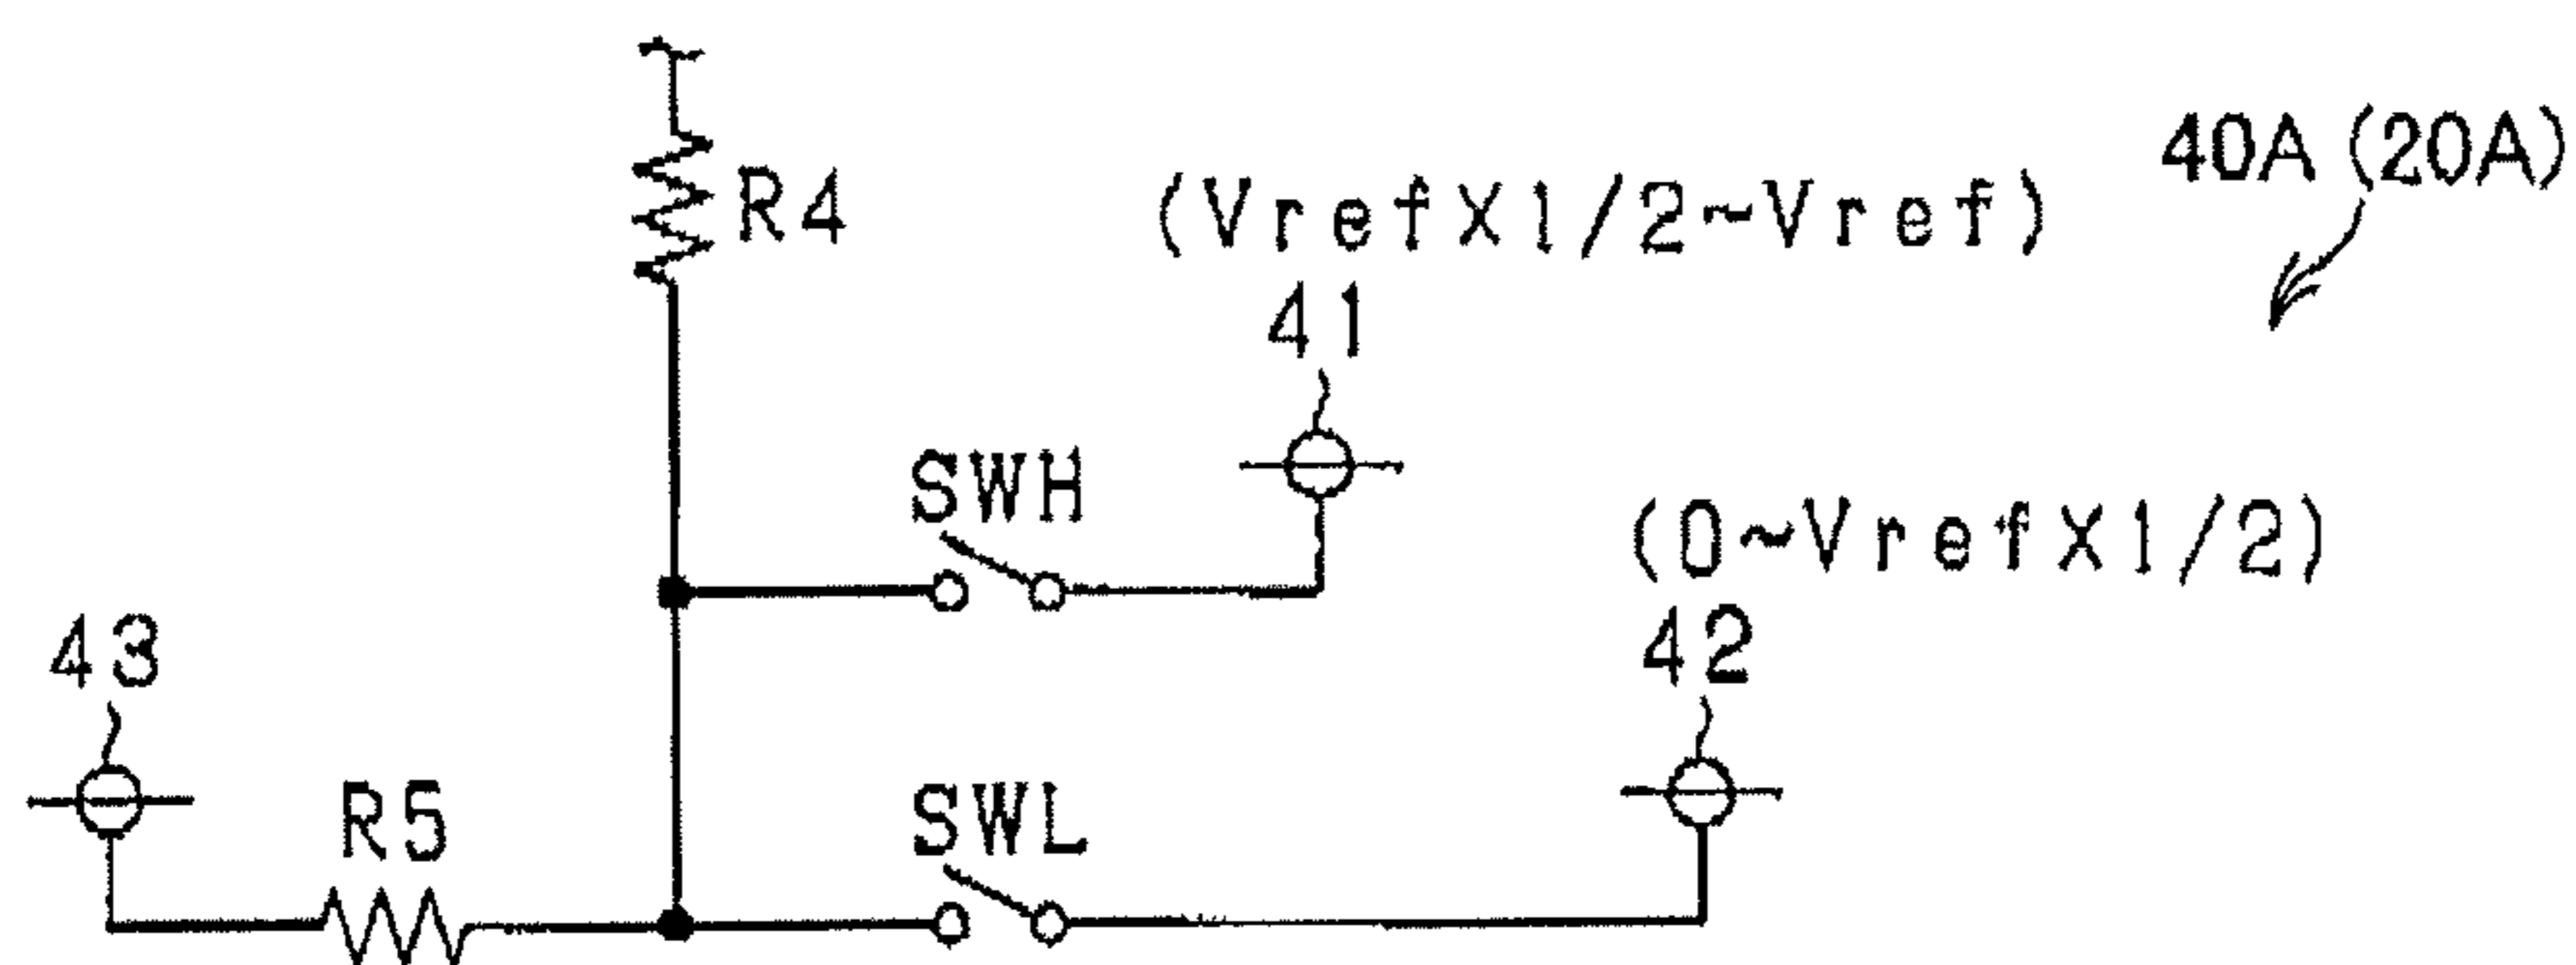 40A (20A)
R4
(VrefX1/2~Vref)
41
SWH
(0~VrefX1/2)
42
43
R5
SWL